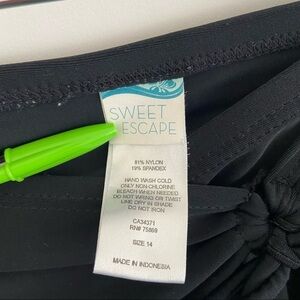 SWEET
ESCAPE
81% NYLON
19% SPANDEX
HAND WASH COLD
ONLY NON-CHLORINE
BLEACH WHEN NEEDED
DO NOT WRING OR TWIST
LINE DRY IN SHADE
DO NOT IRON
CA34371
RN# 75869
SIZE 14
MADE IN INDONESIA